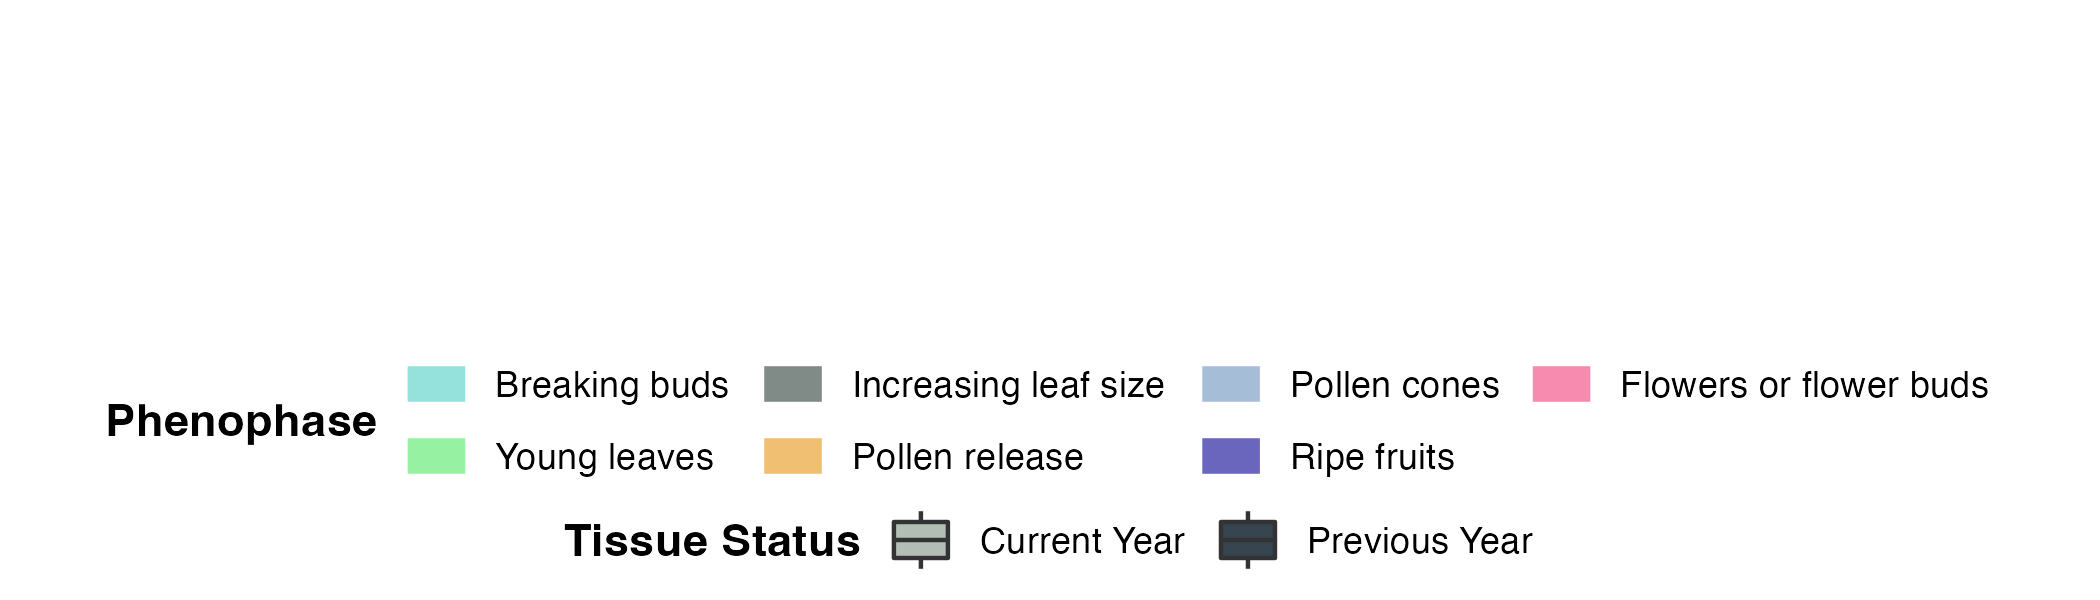 Breaking buds Increasing leaf size Pollen cones Flowers or flower buds
Phenophase
Young leaves Pollen release Ripe fruits
Tissue Status Current Year Previous Year